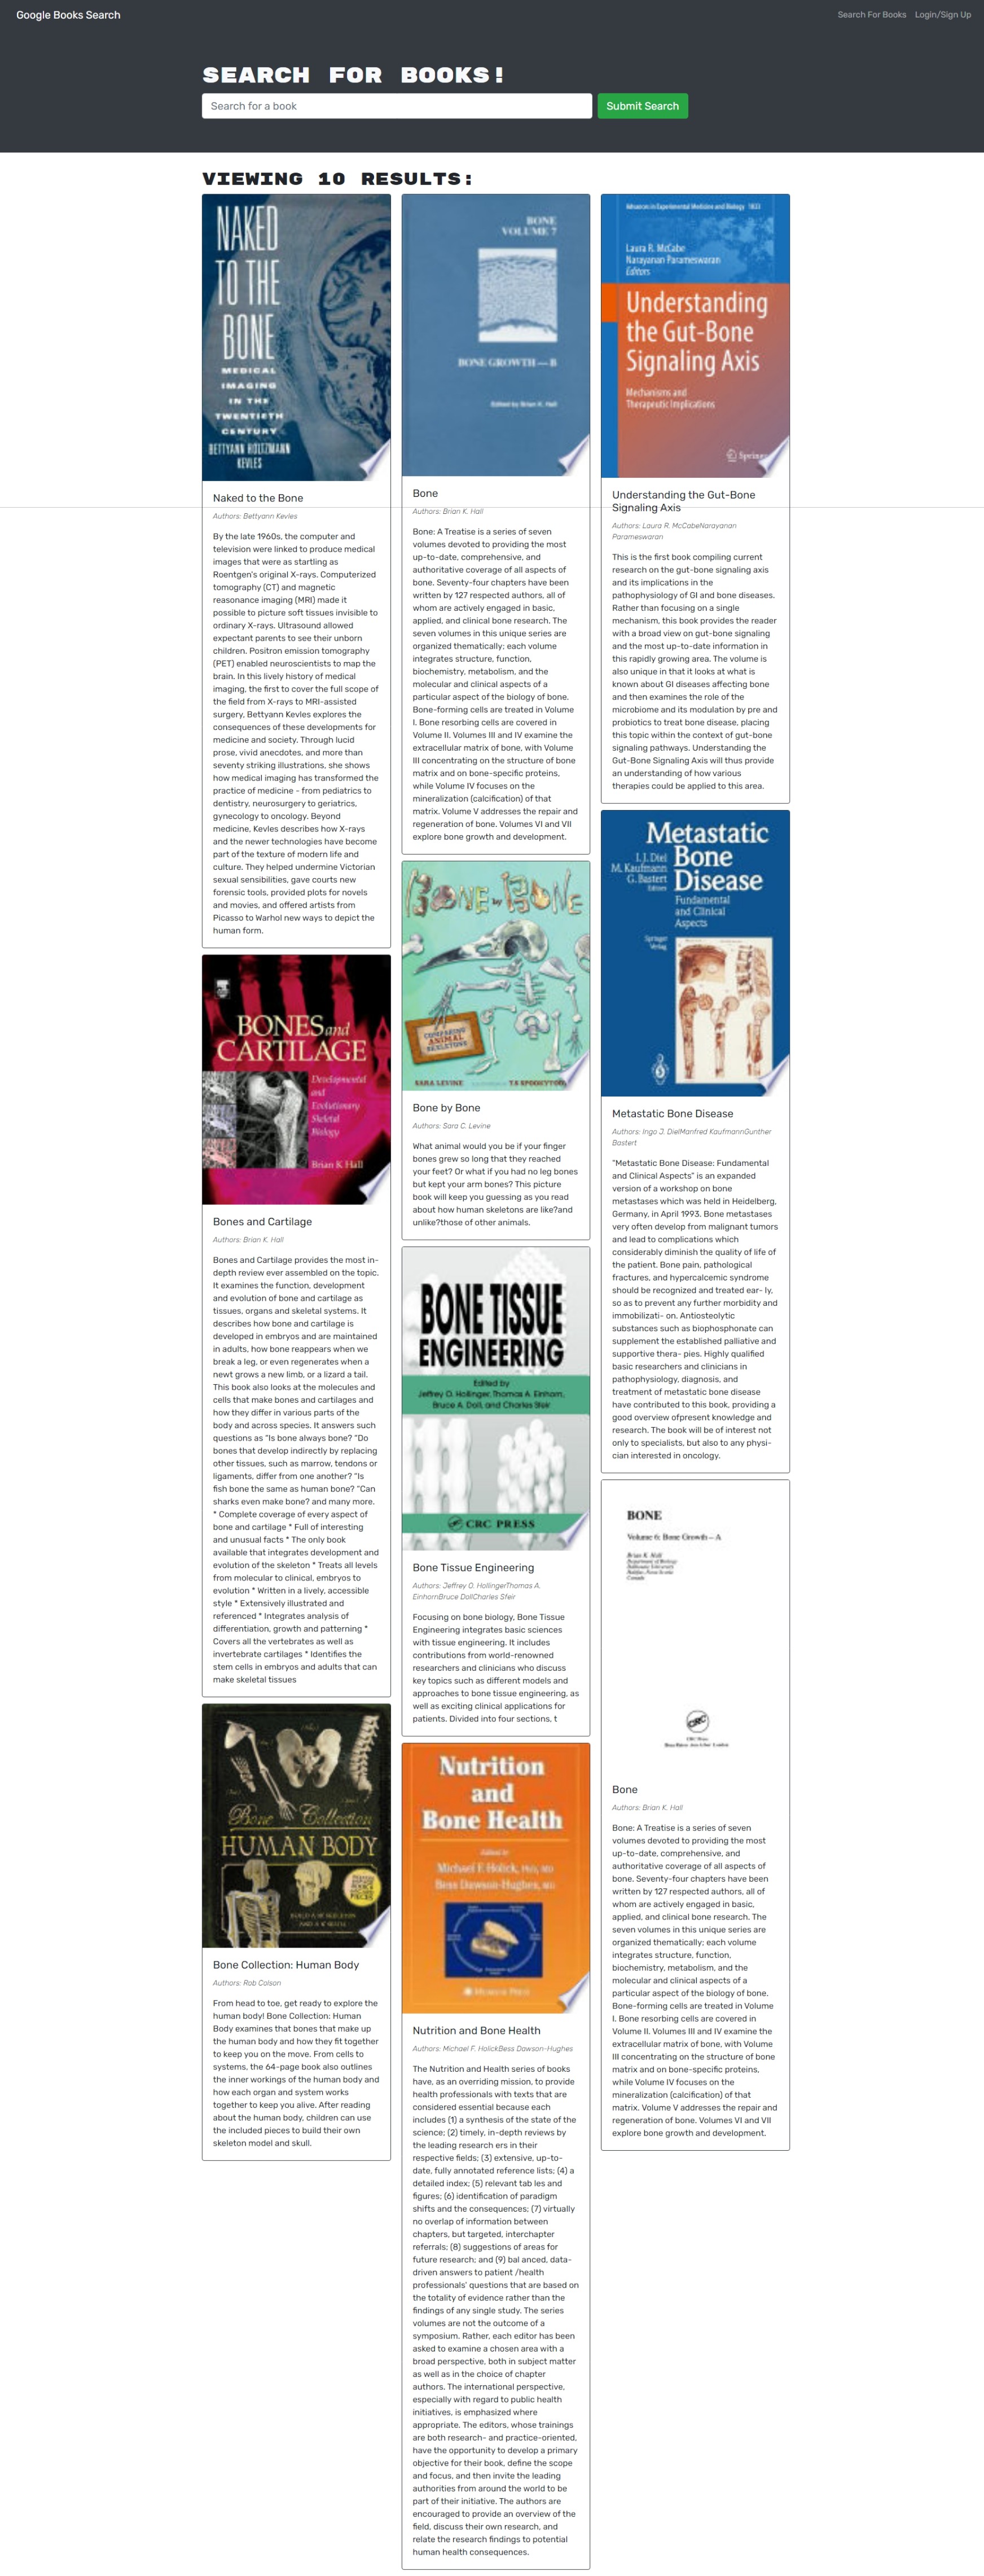 Google Books Search
Search For Books Login/Sign Up
SEARCH FOR BOOKS!
Search for a book
Submit Search
VIEWING 10 RESULTS:
NAKED
TO THE
BONE
MEDICAL
IMAGING
IN THE
TWENTIETH
CENTURY
BETTYANN HOLTZMANN
KEVLES
Naked to the Bone
Authors: Bettyann Kevles
By the late 1960s, the computer and
television were linked to produce medical
images that were as startling as
Roentgen's original X-rays. Computerized
tomography (CT) and magnetic
reasonance imaging (MRI) made it
possible to picture soft tissues invisible to
ordinary X-rays. Ultrasound allowed
expectant parents to see their unborn
children. Positron emission tomography
(PET) enabled neuroscientists to map the
brain. In this lively history of medical
imaging, the first to cover the full scope of
the field from X-rays to MRI-assisted
surgery, Bettyann Kevles explores the
consequences of these developments for
medicine and society. Through lucid
prose, vivid anecdotes, and more than
seventy striking illustrations, she shows
how medical imaging has transformed the
practice of medicine - from pediatrics to
dentistry, neurosurgery to geriatrics,
gynecology to oncology. Beyond
medicine, Kevles describes how X-rays
and the newer technologies have become
part of the texture of modern life and
culture. They helped undermine Victorian
sexual sensibilities, gave courts new
forensic tools, provided plots for novels
and movies, and offered artists from
Picasso to Warhol new ways to depict the
human form.
BONES and
CARTILAGE
Developmental
and
Evolutionary
Skeletal
Biology
Brian K Hall
Bones and Cartilage
Authors: Brian K. Hall
Bones and Cartilage provides the most in-
depth review ever assembled on the topic.
It examines the function, development
and evolution of bone and cartilage as
tissues, organs and skeletal systems. It
describes how bone and cartilage is
developed in embryos and are maintained
in adults, how bone reappears when we
break a leg, or even regenerates when a
newt grows a new limb, or a lizard a tail.
This book also looks at the molecules and
cells that make bones and cartilages and
how they differ in various parts of the
body and across species. It answers such
questions as "Is bone always bone? "Do
bones that develop indirectly by replacing
other tissues, such as marrow, tendons or
ligaments, differ from one another? "Is
fish bone the same as human bone? "Can
sharks even make bone? and many more.
* Complete coverage of every aspect of
bone and cartilage * Full of interesting
and unusual facts * The only book
available that integrates development and
evolution of the skeleton * Treats all levels
from molecular to clinical, embryos to
evolution * Written in a lively, accessible
style * Extensively illustrated and
referenced * Integrates analysis of
differentiation, growth and patterning *
Covers all the vertebrates as well as
invertebrate cartilages * Identifies the
stem cells in embryos and adults that can
make skeletal tissues
Bone Collection
HUMAN BODY
Bone Collection: Human Body
Authors: Rob Colson
From head to toe, get ready to explore the
human body! Bone Collection: Human
Body examines that bones that make up
the human body and how they fit together
to keep you on the move. From cells to
systems, the 64-page book also outlines
the inner workings of the human body and
how each organ and system works
together to keep you alive. After reading
about the human body, children can use
the included pieces to build their own
skeleton model and skull.
BONE
VOLUME 7
BONE GROWTH — B
Edited by Brian K. Hall
Bone
Authors: Brian K. Hall
Bone: A Treatise is a series of seven
volumes devoted to providing the most
up-to-date, comprehensive, and
authoritative coverage of all aspects of
bone. Seventy-four chapters have been
written by 127 respected authors, all of
whom are actively engaged in basic,
applied, and clinical bone research. The
seven volumes in this unique series are
organized thematically; each volume
integrates structure, function,
biochemistry, metabolism, and the
molecular and clinical aspects of a
particular aspect of the biology of bone.
Bone-forming cells are treated in Volume
I. Bone resorbing cells are covered in
Volume II. Volumes III and IV examine the
extracellular matrix of bone, with Volume
III concentrating on the structure of bone
matrix and on bone-specific proteins,
while Volume IV focuses on the
mineralization (calcification) of that
matrix. Volume V addresses the repair and
regeneration of bone. Volumes VI and VII
explore bone growth and development.
BONE by BONE
COMPARING
ANIMAL
SKELETONS
SARA LEVINE
Bone by Bone
Authors: Sara C. Levine
What animal would you be if your finger
bones grew so long that they reached
your feet? Or what if you had no leg bones
but kept your arm bones? This picture
book will keep you guessing as you read
about how human skeletons are like?and
unlike?those of other animals.
BONE TISSUE
ENGINEERING
Edited by
Jeffrey O. Hollinger, Thomas A. Einhorn,
Bruce A. Doll, and Charles Sfeir
CRC PRESS
Bone Tissue Engineering
Authors: Jeffrey O. HollingerThomas A.
EinhornBruce DollCharles Sfeir
Focusing on bone biology, Bone Tissue
Engineering integrates basic sciences
with tissue engineering. It includes
contributions from world-renowned
researchers and clinicians who discuss
key topics such as different models and
approaches to bone tissue engineering, as
well as exciting clinical applications for
patients. Divided into four sections, t
Nutrition
and
Bone Health
Edited by
Michael F. Holick, PhD, MD
Bess Dawson-Hughes, MD
HUMANA PRESS
Nutrition and Bone Health
Authors: Michael F. HolickBess Dawson-Hughes
The Nutrition and Health series of books
have, as an overriding mission, to provide
health professionals with texts that are
considered essential because each
includes (1) a synthesis of the state of the
science; (2) timely, in-depth reviews by
the leading research ers in their
respective fields; (3) extensive, up-to-
date, fully annotated reference lists; (4) a
detailed index; (5) relevant tab les and
figures; (6) identification of paradigm
shifts and the consequences; (7) virtually
no overlap of information between
chapters, but targeted, interchapter
referrals; (8) suggestions of areas for
future research; and (9) bal anced, data-
driven answers to patient /health
professionals' questions that are based on
the totality of evidence rather than the
findings of any single study. The series
volumes are not the outcome of a
symposium. Rather, each editor has been
asked to examine a chosen area with a
broad perspective, both in subject matter
as well as in the choice of chapter
authors. The international perspective,
especially with regard to public health
initiatives, is emphasized where
appropriate. The editors, whose trainings
are both research- and practice-oriented,
have the opportunity to develop a primary
objective for their book, define the scope
and focus, and then invite the leading
authorities from around the world to be
part of their initiative. The authors are
encouraged to provide an overview of the
field, discuss their own research, and
relate the research findings to potential
human health consequences.
Advances in Experimental Medicine and Biology 1033
Laura R. McCabe
Narayanan Parameswaran
Editors
Understanding
the Gut-Bone
Signaling Axis
Mechanisms and
Therapeutic Implications
Springer
Understanding the Gut-Bone
Signaling Axis
Authors: Laura R. McCabeNarayanan
Parameswaran
This is the first book compiling current
research on the gut-bone signaling axis
and its implications in the
pathophysiology of GI and bone diseases.
Rather than focusing on a single
mechanism, this book provides the reader
with a broad view on gut-bone signaling
and the most up-to-date information in
this rapidly growing area. The volume is
also unique in that it looks at what is
known about GI diseases affecting bone
and then examines the role of the
microbiome and its modulation by pre and
probiotics to treat bone disease, placing
this topic within the context of gut-bone
signaling pathways. Understanding the
Gut-Bone Signaling Axis will thus provide
an understanding of how various
therapies could be applied to this area.
I.J. Diel
M. Kaufmann
G. Bastert
Editors
Metastatic
Bone
Disease
Fundamental
and Clinical
Aspects
Springer
Verlag
Metastatic Bone Disease
Authors: Ingo J. DielManfred KaufmannGunther
Bastert
"Metastatic Bone Disease: Fundamental
and Clinical Aspects" is an expanded
version of a workshop on bone
metastases which was held in Heidelberg,
Germany, in April 1993. Bone metastases
very often develop from malignant tumors
and lead to complications which
considerably diminish the quality of life of
the patient. Bone pain, pathological
fractures, and hypercalcemic syndrome
should be recognized and treated ear- ly,
so as to prevent any further morbidity and
immobilizati- on. Antiosteolytic
substances such as biophosphonate can
supplement the established palliative and
supportive thera- pies. Highly qualified
basic researchers and clinicians in
pathophysiology, diagnosis, and
treatment of metastatic bone disease
have contributed to this book, providing a
good overview ofpresent knowledge and
research. The book will be of interest not
only to specialists, but also to any physi-
cian interested in oncology.
BONE
Volume 6: Bone Growth – A
Brian K. Hall
CRC
Bone
Authors: Brian K. Hall
Bone: A Treatise is a series of seven
volumes devoted to providing the most
up-to-date, comprehensive, and
authoritative coverage of all aspects of
bone. Seventy-four chapters have been
written by 127 respected authors, all of
whom are actively engaged in basic,
applied, and clinical bone research. The
seven volumes in this unique series are
organized thematically; each volume
integrates structure, function,
biochemistry, metabolism, and the
molecular and clinical aspects of a
particular aspect of the biology of bone.
Bone-forming cells are treated in Volume
I. Bone resorbing cells are covered in
Volume II. Volumes III and IV examine the
extracellular matrix of bone, with Volume
III concentrating on the structure of bone
matrix and on bone-specific proteins,
while Volume IV focuses on the
mineralization (calcification) of that
matrix. Volume V addresses the repair and
regeneration of bone. Volumes VI and VII
explore bone growth and development.